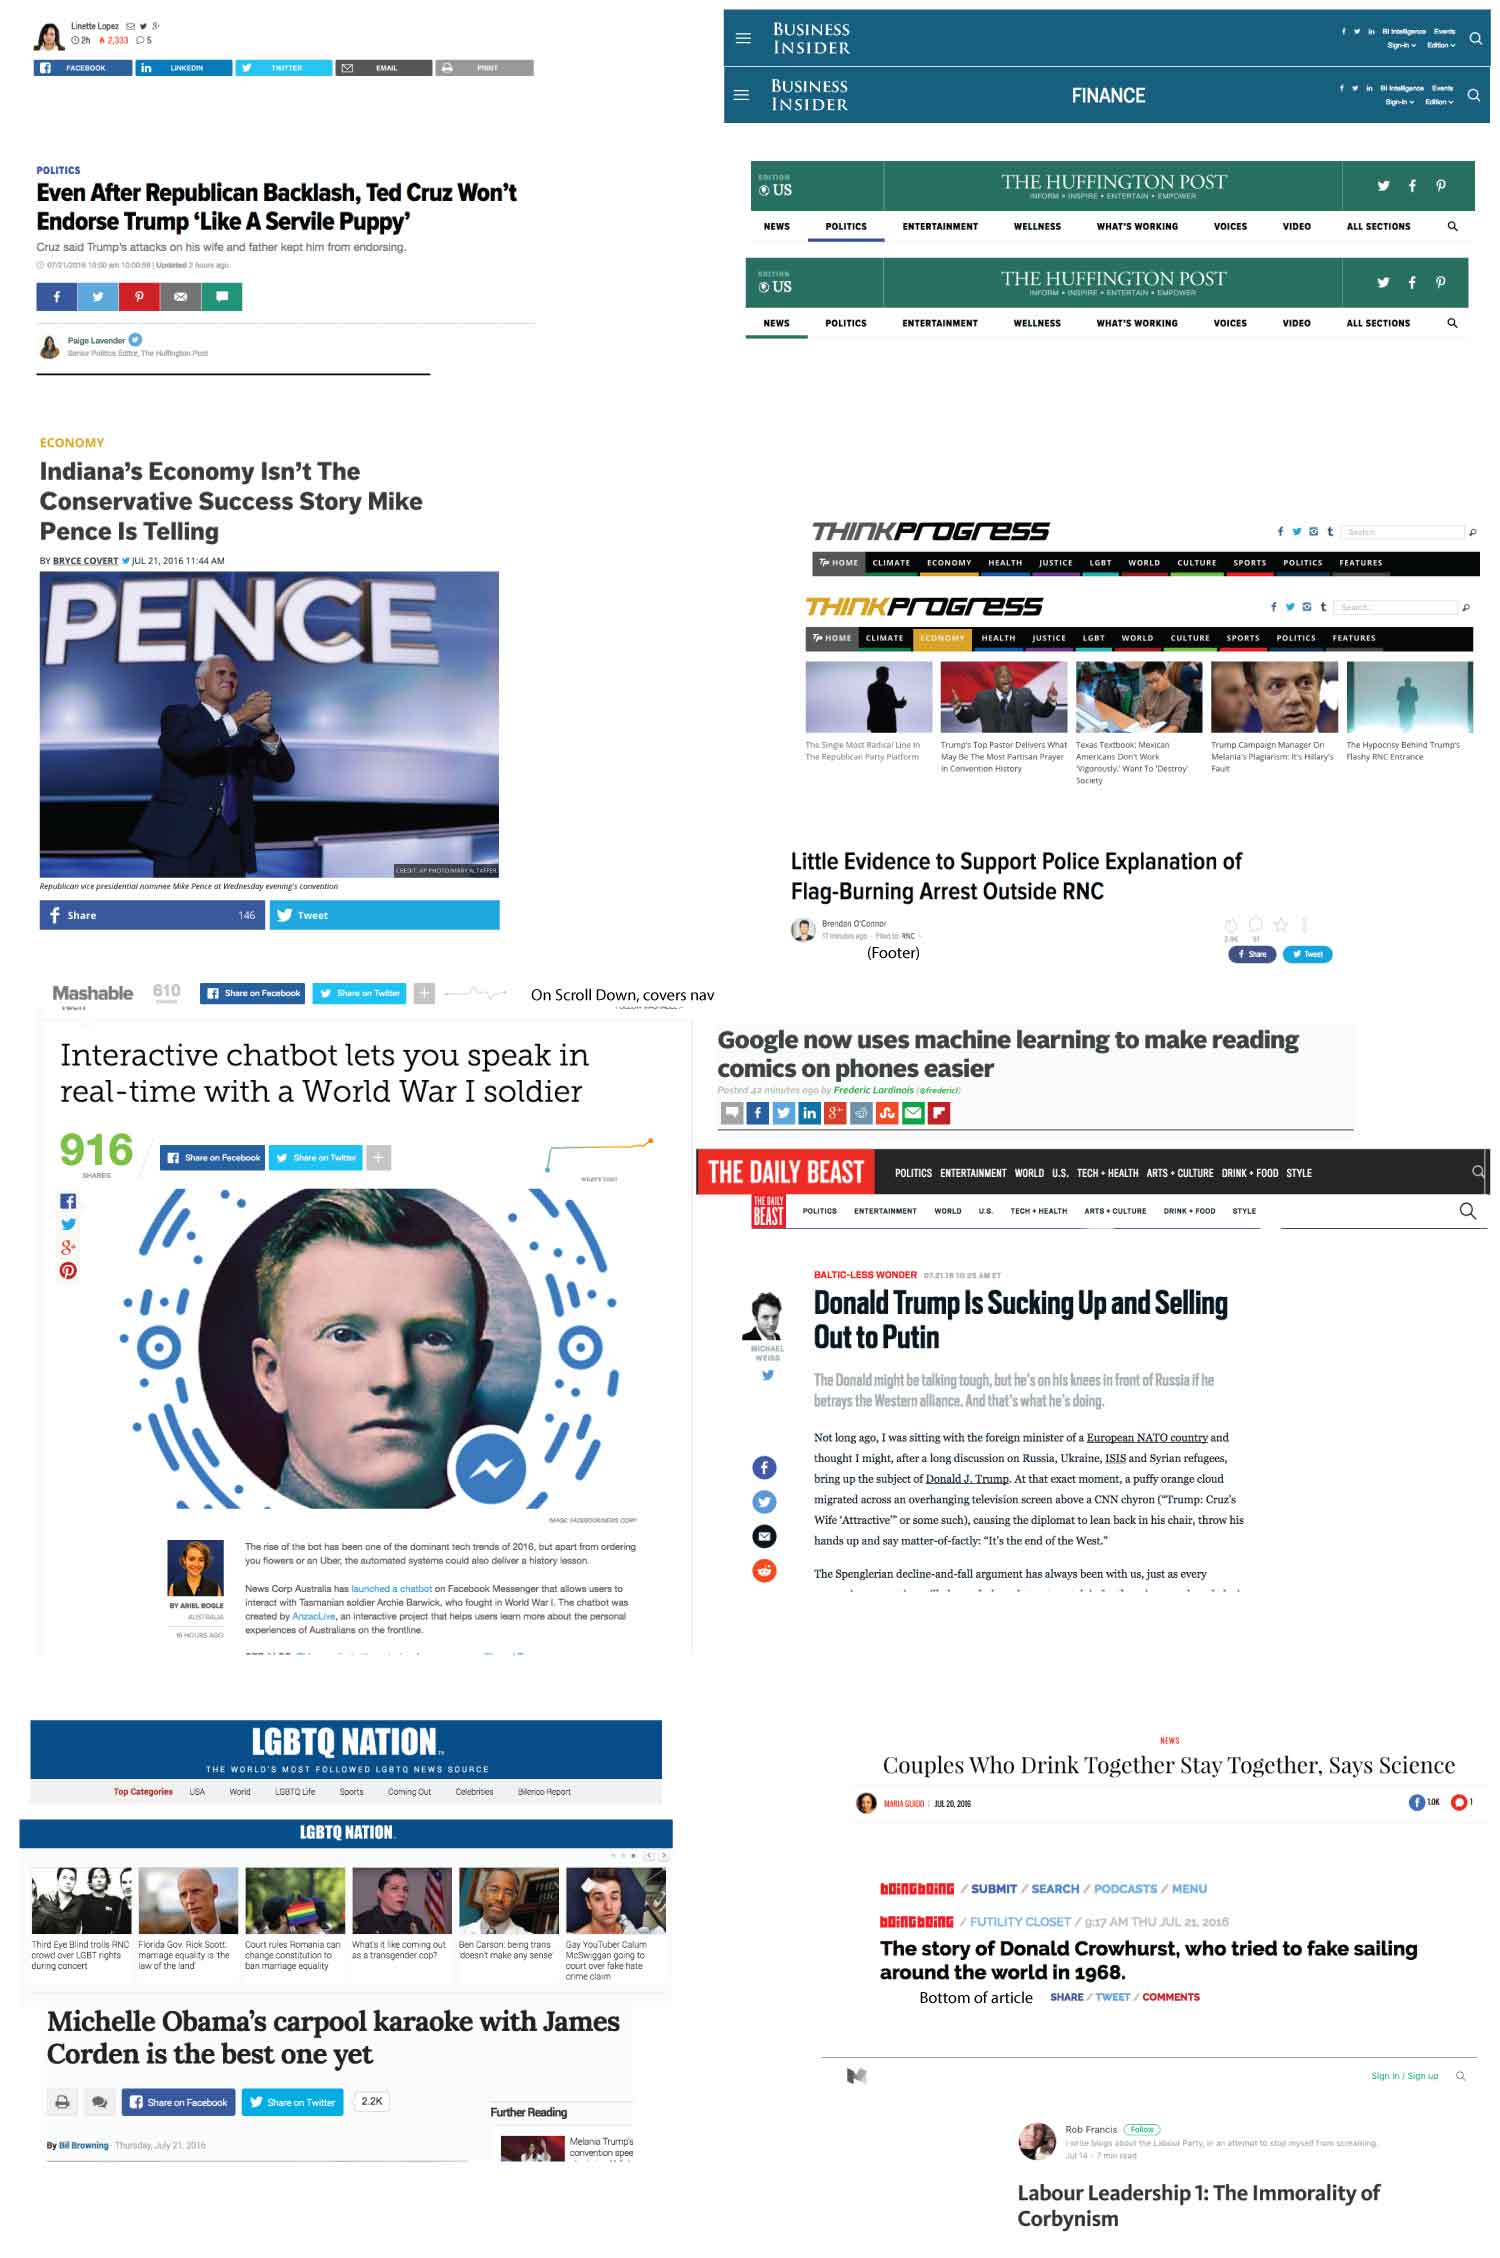 Linette Lopez
2h 2,333 5
FACEBOOK LINKEDIN TWITTER EMAIL PRINT
BUSINESS INSIDER
BI Intelligence Events
Sign-in Edition
BUSINESS INSIDER FINANCE
BI Intelligence Events
Sign-in Edition
POLITICS
Even After Republican Backlash, Ted Cruz Won't
Endorse Trump 'Like A Servile Puppy'
Cruz said Trump's attacks on his wife and father kept him from endorsing.
07/21/2016 10:00 am 10:00:59 | Updated 2 hours ago
Paige Lavender
Senior Politics Editor, The Huffington Post
EDITION
US
THE HUFFINGTON POST
INFORM • INSPIRE • ENTERTAIN • EMPOWER
NEWS POLITICS ENTERTAINMENT WELLNESS WHAT'S WORKING VOICES VIDEO ALL SECTIONS
EDITION
US
THE HUFFINGTON POST
INFORM • INSPIRE • ENTERTAIN • EMPOWER
NEWS POLITICS ENTERTAINMENT WELLNESS WHAT'S WORKING VOICES VIDEO ALL SECTIONS
ECONOMY
Indiana's Economy Isn't The
Conservative Success Story Mike
Pence Is Telling
BY BRYCE COVERT JUL 21, 2016 11:44 AM
PENCE
CREDIT: AP PHOTO/MARY ALTAFFER
Republican vice presidential nominee Mike Pence at Wednesday evening's convention
Share 146 Tweet
THINKPROGRESS
Search
TP HOME CLIMATE ECONOMY HEALTH JUSTICE LGBT WORLD CULTURE SPORTS POLITICS FEATURES
THINKPROGRESS
Search
TP HOME CLIMATE ECONOMY HEALTH JUSTICE LGBT WORLD CULTURE SPORTS POLITICS FEATURES
The Single Most Radical Line In
The Republican Party Platform
Trump's Top Pastor Delivers What
May Be The Most Partisan Prayer
In Convention History
Texas Textbook: Mexican
Americans Don't Work
'Vigorously,' Want To 'Destroy'
Society
Trump Campaign Manager On
Melania's Plagiarism: It's Hillary's
Fault
The Hypocrisy Behind Trump's
Flashy RNC Entrance
Little Evidence to Support Police Explanation of
Flag-Burning Arrest Outside RNC
Brendan O'Connor
17 minutes ago · Filed to: RNC
(Footer)
2.9K 51
Share Tweet
Mashable 610 Share on Facebook Share on Twitter +
SHARES
On Scroll Down, covers nav
Interactive chatbot lets you speak in
real-time with a World War I soldier
916
SHARES
Share on Facebook Share on Twitter +
WHAT'S THIS?
IMAGE: FACEBOOK/NEWS CORP
BY ARIEL BOGLE
AUSTRALIA
16 HOURS AGO
The rise of the bot has been one of the dominant tech trends of 2016, but apart from ordering
you flowers or an Uber, the automated systems could also deliver a history lesson.
News Corp Australia has launched a chatbot on Facebook Messenger that allows users to
interact with Tasmanian soldier Archie Barwick, who fought in World War I. The chatbot was
created by AnzacLive, an interactive project that helps users learn more about the personal
experiences of Australians on the frontline.
Google now uses machine learning to make reading
comics on phones easier
Posted 42 minutes ago by Frederic Lardinois (@fredericl)
THE DAILY BEAST POLITICS ENTERTAINMENT WORLD U.S. TECH + HEALTH ARTS + CULTURE DRINK + FOOD STYLE
THE DAILY BEAST
POLITICS ENTERTAINMENT WORLD U.S. TECH + HEALTH ARTS + CULTURE DRINK + FOOD STYLE
BALTIC-LESS WONDER 07.21.16 10:25 AM ET
Donald Trump Is Sucking Up and Selling
Out to Putin
MICHAEL
WEISS
The Donald might be talking tough, but he's on his knees in front of Russia if he
betrays the Western alliance. And that's what he's doing.
Not long ago, I was sitting with the foreign minister of a European NATO country and
thought I might, after a long discussion on Russia, Ukraine, ISIS and Syrian refugees,
bring up the subject of Donald J. Trump. At that exact moment, a puffy orange cloud
migrated across an overhanging television screen above a CNN chyron ("Trump: Cruz's
Wife 'Attractive'" or some such), causing the diplomat to lean back in his chair, throw his
hands up and say matter-of-factly: "It's the end of the West."
The Spenglerian decline-and-fall argument has always been with us, just as every
LGBTQ NATION
THE WORLD'S MOST FOLLOWED LGBTQ NEWS SOURCE
Top Categories USA World LGBTQ Life Sports Coming Out Celebrities Bilerico Report
LGBTQ NATION
Third Eye Blind trolls RNC
crowd over LGBT rights
during concert
Florida Gov. Rick Scott:
marriage equality is 'the
law of the land'
Court rules Romania can
change constitution to
ban marriage equality
What's it like coming out
as a transgender cop?
Ben Carson: being trans
'doesn't make any sense'
Gay YouTuber Calum
McSwiggan going to
court over fake hate
crime claim
Michelle Obama's carpool karaoke with James
Corden is the best one yet
Share on Facebook Share on Twitter 2.2K
By Bil Browning · Thursday, July 21, 2016
Further Reading
Melania Trump's
convention spee
NEWS
Couples Who Drink Together Stay Together, Says Science
MARIA GUIDO | JUL 20, 2016
1.0K 1
boingboing / SUBMIT / SEARCH / PODCASTS / MENU
boingboing / FUTILITY CLOSET / 9:17 AM THU JUL 21, 2016
The story of Donald Crowhurst, who tried to fake sailing
around the world in 1968.
Bottom of article SHARE / TWEET / COMMENTS
Sign in / Sign up
Rob Francis Follow
I write blogs about the Labour Party, in an attempt to stop myself from screaming.
Jul 14 · 7 min read
Labour Leadership 1: The Immorality of
Corbynism